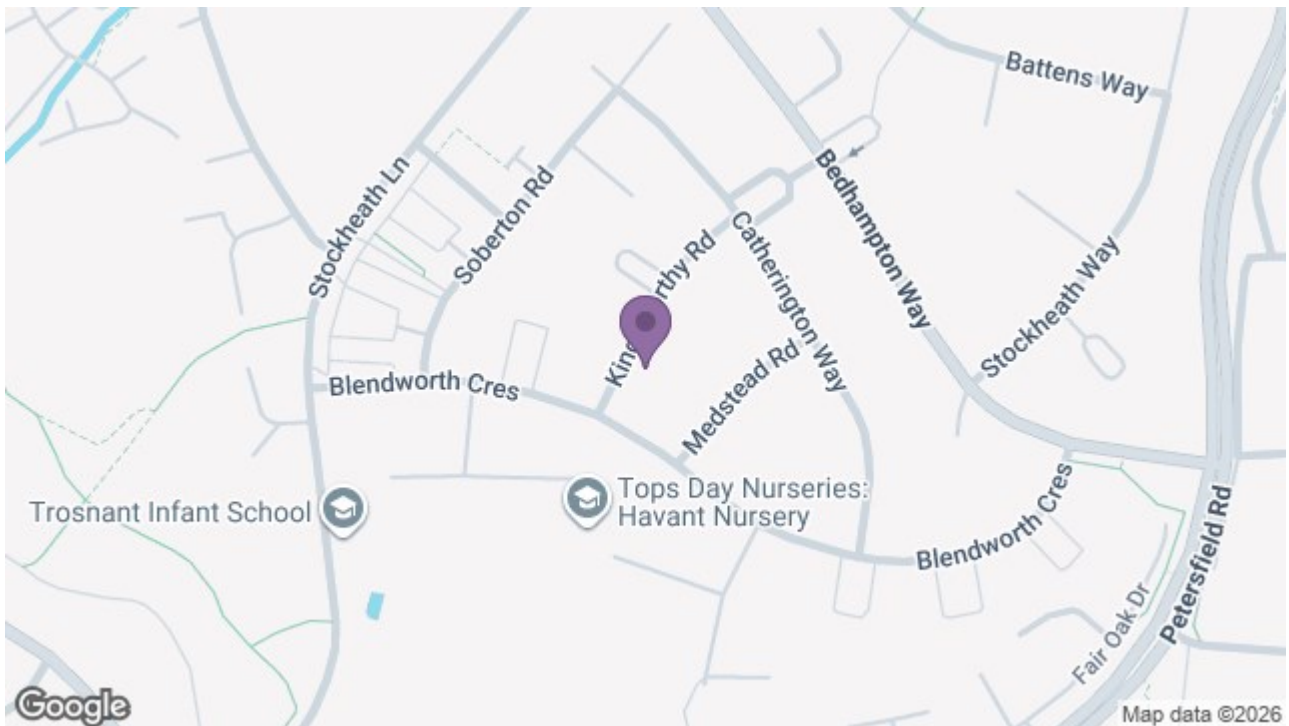 Battens Way
Stockheath Ln
Soberton Rd
Bedhampton Way
Catherington Way
Stockheath Way
Medstead Rd
Blendworth Cres
Trosnant Infant School
Tops Day Nurseries:
Havant Nursery
Blendworth Cres
Petersfield Rd
Fair Oak Dr
Google
Map data ©2026